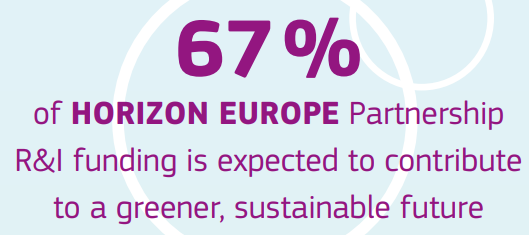 67 %
of HORIZON EUROPE Partnership
R&I funding is expected to contribute
to a greener, sustainable future